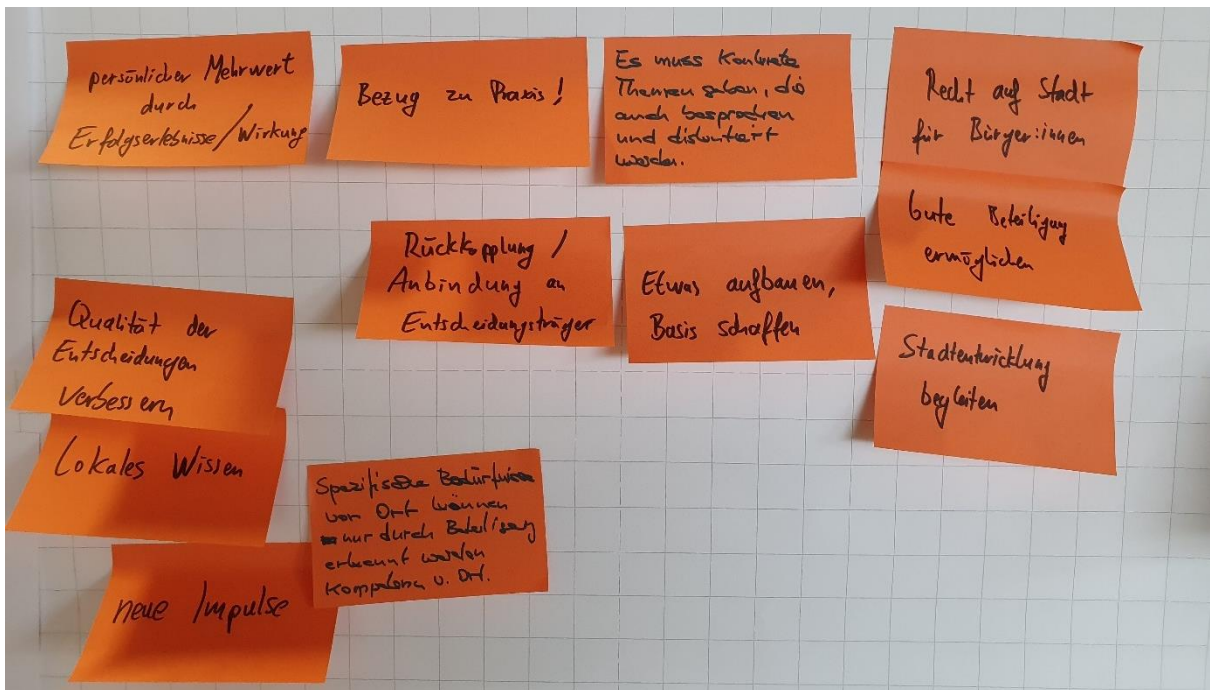 persönlicher Mehrwert
durch
Erfolgserlebnisse/Wirkung
Bezug zu Praxis!
Es muss Konkrete
Themen geben, die
auch besprochen
und diskutiert
werden.
Recht auf Stadt
für Bürger:innen
Gute Beteiligung
ermöglichen
Rückkopplung /
Anbindung an
Entscheidungsträger
Etwas aufbauen,
Basis schaffen
Stadtentwicklung
begleiten
Qualität der
Entscheidungen
verbessern
Lokales Wissen
Spezifische Bedürfnisse
vor Ort können
nur durch Beteiligung
erkannt werden
Kompetenz v. Ort.
neue Impulse